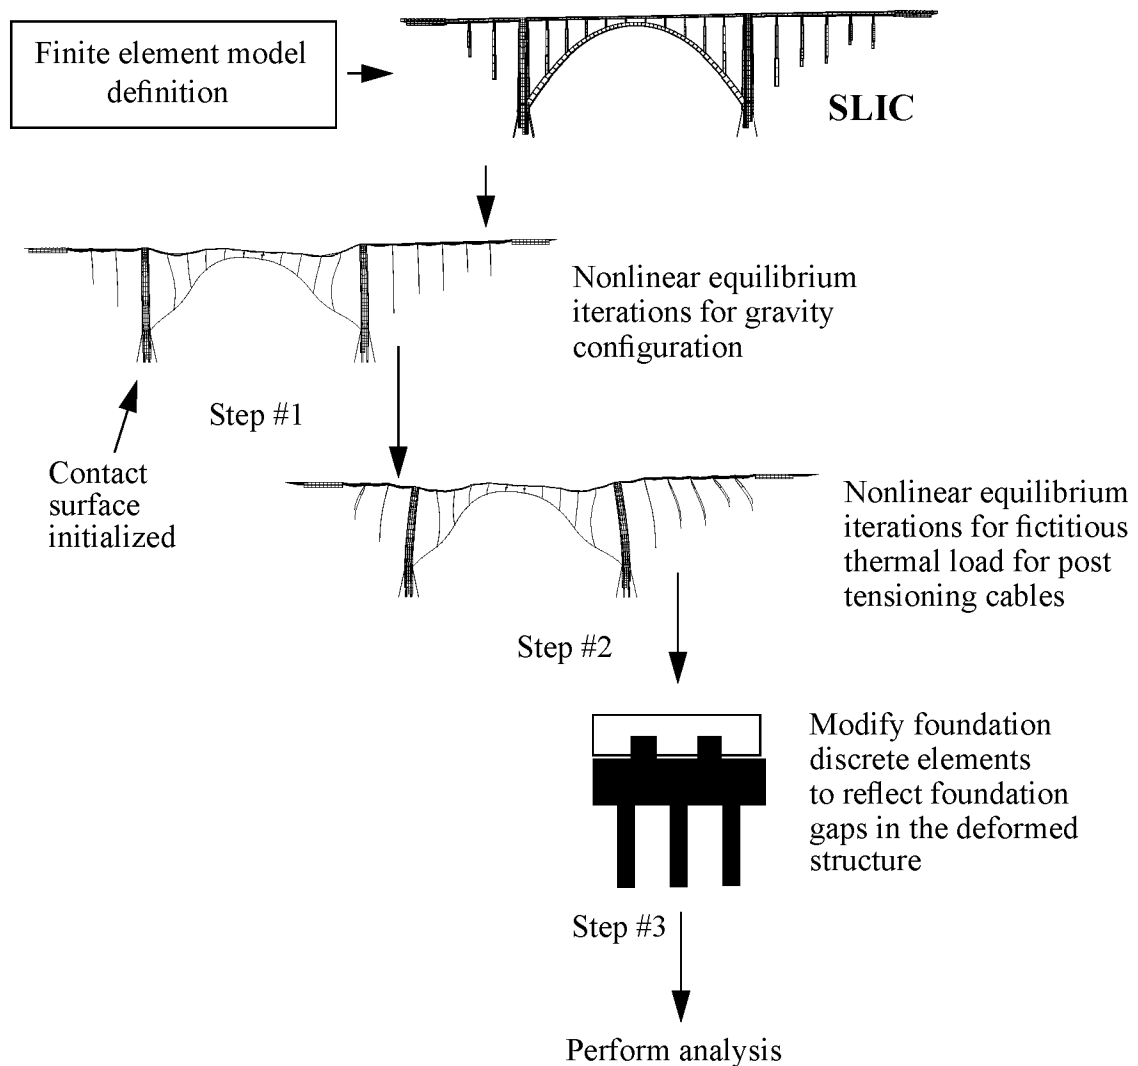 Finite element model
definition
SLIC
Nonlinear equilibrium
iterations for gravity
configuration
Step #1
Contact
surface
initialized
Nonlinear equilibrium
iterations for fictitious
thermal load for post
tensioning cables
Step #2
Modify foundation
discrete elements
to reflect foundation
gaps in the deformed
structure
Step #3
Perform analysis